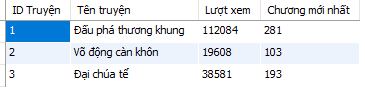 ID Truyện Tên truyện Lượt xem Chương mới nhất
1 Đấu phá thương khung 112084 281
2 Võ động càn khôn 19608 103
3 Đại chúa tể 38581 193